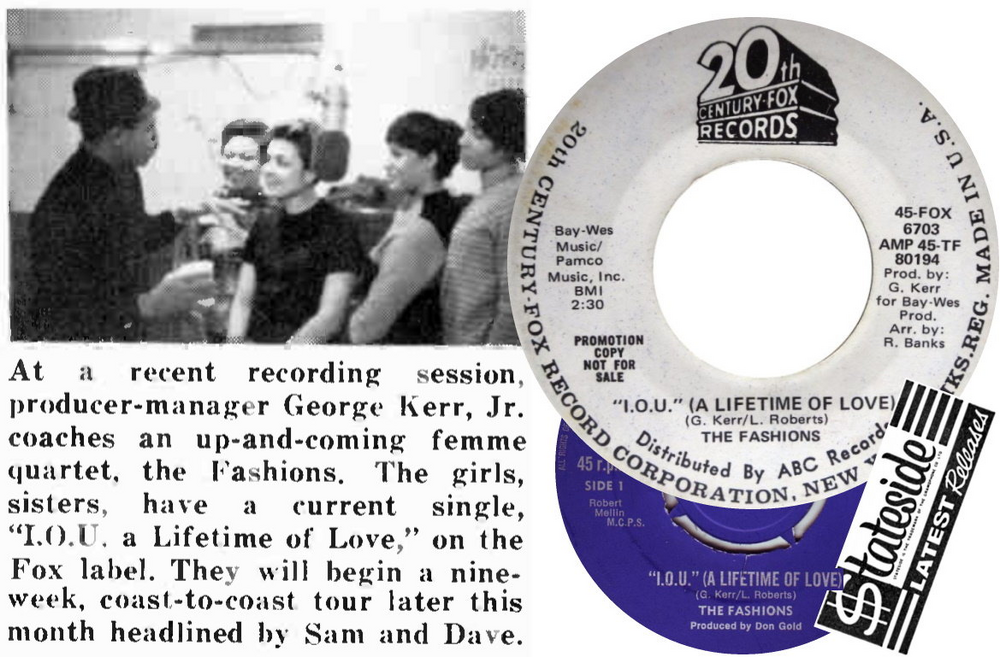 At a recent recording session,
producer-manager George Kerr, Jr.
coaches an up-and-coming femme
quartet, the Fashions. The girls,
sisters, have a current single,
"I.O.U. a Lifetime of Love," on the
Fox label. They will begin a nine-
week, coast-to-coast tour later this
month headlined by Sam and Dave.
20th
CENTURY-FOX
RECORDS
20th CENTURY-FOX RECORD CORPORATION, NEW
KS.REG. MADE IN U.S.A.
Bay-Wes
Music/
Pamco
Music, Inc.
BMI
2:30
45-FOX
6703
AMP 45-TF
80194
Prod. by:
G. Kerr
for Bay-Wes
Prod.
Arr. by:
R. Banks
PROMOTION
COPY
NOT FOR
SALE
"I.O.U." (A LIFETIME OF LOVE)
(G. Kerr/L. Roberts)
THE FASHIONS
Distributed By ABC Records
ALL RIGHTS
45 r.p.
SIDE 1
Robert
Mellin
M.C.P.S.
"I.O.U." (A LIFETIME OF LOVE)
(G. Kerr/L. Roberts)
THE FASHIONS
Produced by Don Gold
Stateside
LATEST Releases